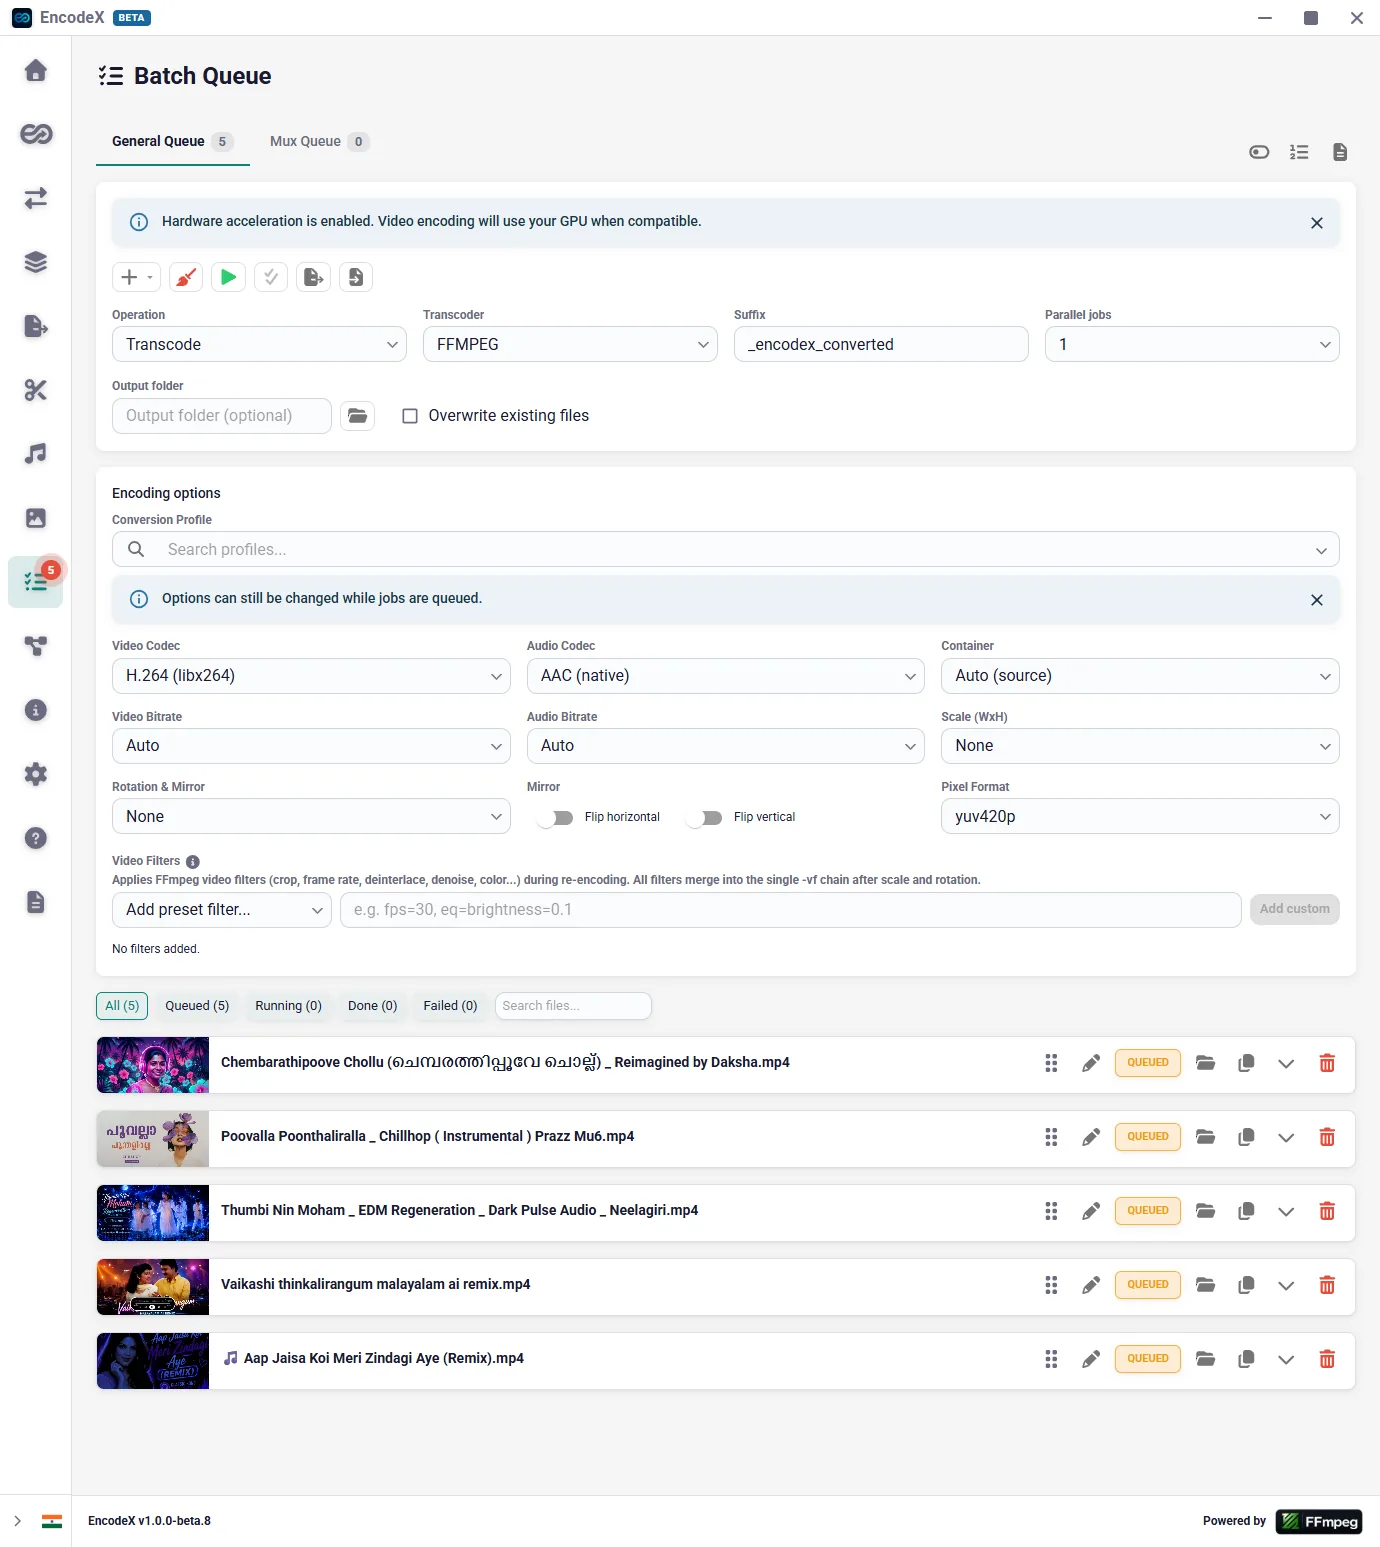 EncodeX BETA
Batch Queue
General Queue 5 Mux Queue 0
Hardware acceleration is enabled. Video encoding will use your GPU when compatible.
Operation Transcoder Suffix Parallel jobs
Transcode FFMPEG _encodex_converted 1
Output folder
Output folder (optional) Overwrite existing files
Encoding options
Conversion Profile
Search profiles...
5
Options can still be changed while jobs are queued.
Video Codec Audio Codec Container
H.264 (libx264) AAC (native) Auto (source)
Video Bitrate Audio Bitrate Scale (WxH)
Auto Auto None
Rotation & Mirror Mirror Pixel Format
None Flip horizontal Flip vertical yuv420p
Video Filters
Applies FFmpeg video filters (crop, frame rate, deinterlace, denoise, color...) during re-encoding. All filters merge into the single -vf chain after scale and rotation.
Add preset filter... e.g. fps=30, eq=brightness=0.1 Add custom
No filters added.
All (5) Queued (5) Running (0) Done (0) Failed (0) Search files...
Chembarathipoove Chollu (ചെമ്പരത്തിപ്പൂവേ ചൊല്ല്) _ Reimagined by Daksha.mp4 QUEUED
പൂവല്ലാ
Poovalla Poonthaliralla _ Chillhop ( Instrumental ) Prazz Mu6.mp4 QUEUED
Thumbi Nin Moham _ EDM Regeneration _ Dark Pulse Audio _ Neelagiri.mp4 QUEUED
Vaikashi thinkalirangum malayalam ai remix.mp4 QUEUED
Aap Jaisa Koi
Meri Zindagi
Aye
(REMIX)
Aap Jaisa Koi Meri Zindagi Aye (Remix).mp4 QUEUED
EncodeX v1.0.0-beta.8 Powered by FFmpeg